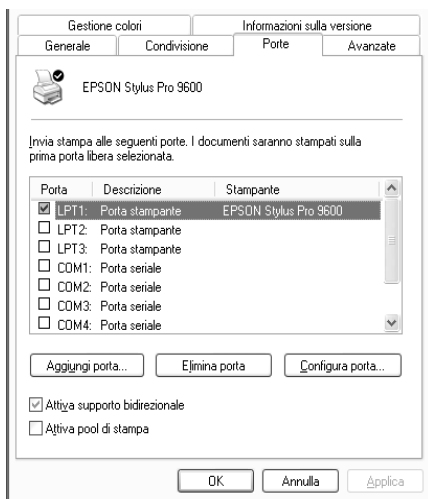 Gestione colori Informazioni sulla versione
Generale Condivisione Porte Avanzate
EPSON Stylus Pro 9600
Invia stampa alle seguenti porte. I documenti saranno stampati sulla
prima porta libera selezionata.
Porta Descrizione Stampante
LPT1: Porta stampante EPSON Stylus Pro 9600
LPT2: Porta stampante
LPT3: Porta stampante
COM1: Porta seriale
COM2: Porta seriale
COM3: Porta seriale
COM4: Porta seriale
Aggiungi porta... Elimina porta Configura porta...
Attiva supporto bidirezionale
Attiva pool di stampa
OK Annulla Applica